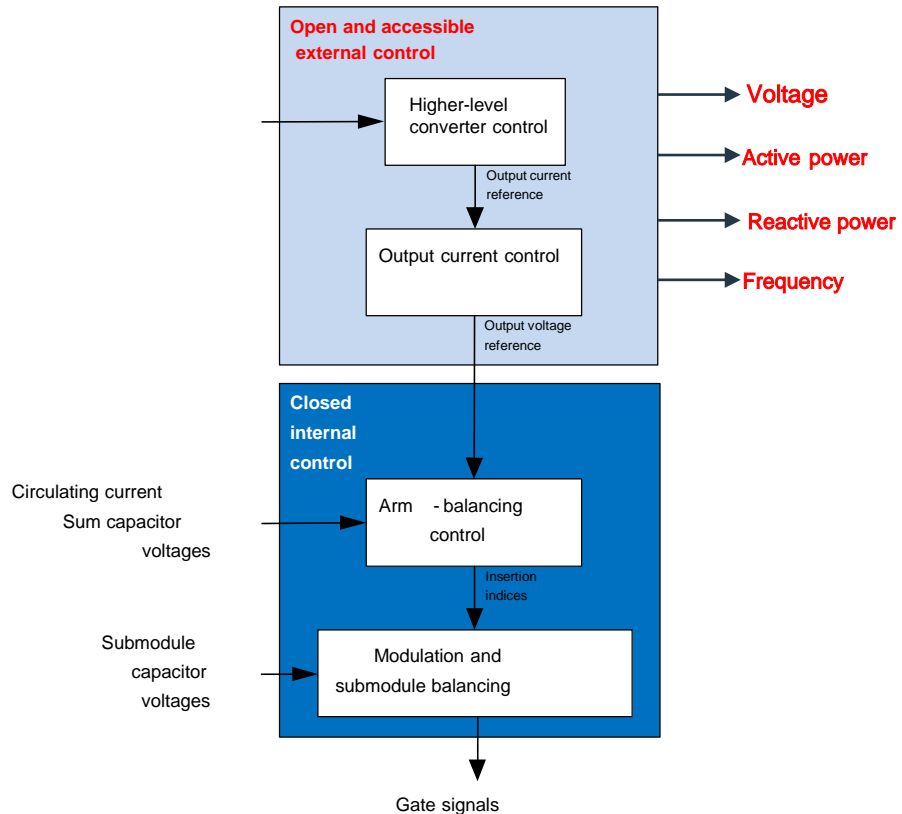 Open and accessible
external control
Higher-level
converter control
Output current
reference
Output current control
Output voltage
reference
Voltage
Active power
Reactive power
Frequency
Closed
internal
control
Circulating current
Sum capacitor
voltages
Arm - balancing
control
Insertion
indices
Submodule
capacitor
voltages
Modulation and
submodule balancing
Gate signals